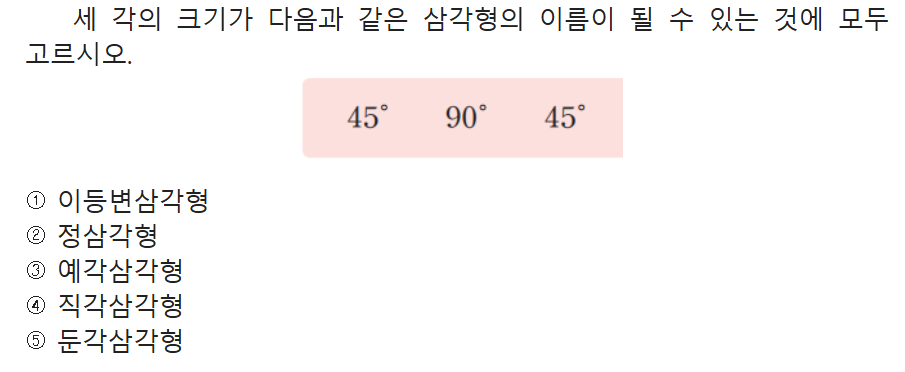 세 각의 크기가 다음과 같은 삼각형의 이름이 될 수 있는 것에 모두
고르시오.
45° 90° 45°
① 이등변삼각형
② 정삼각형
③ 예각삼각형
④ 직각삼각형
⑤ 둔각삼각형